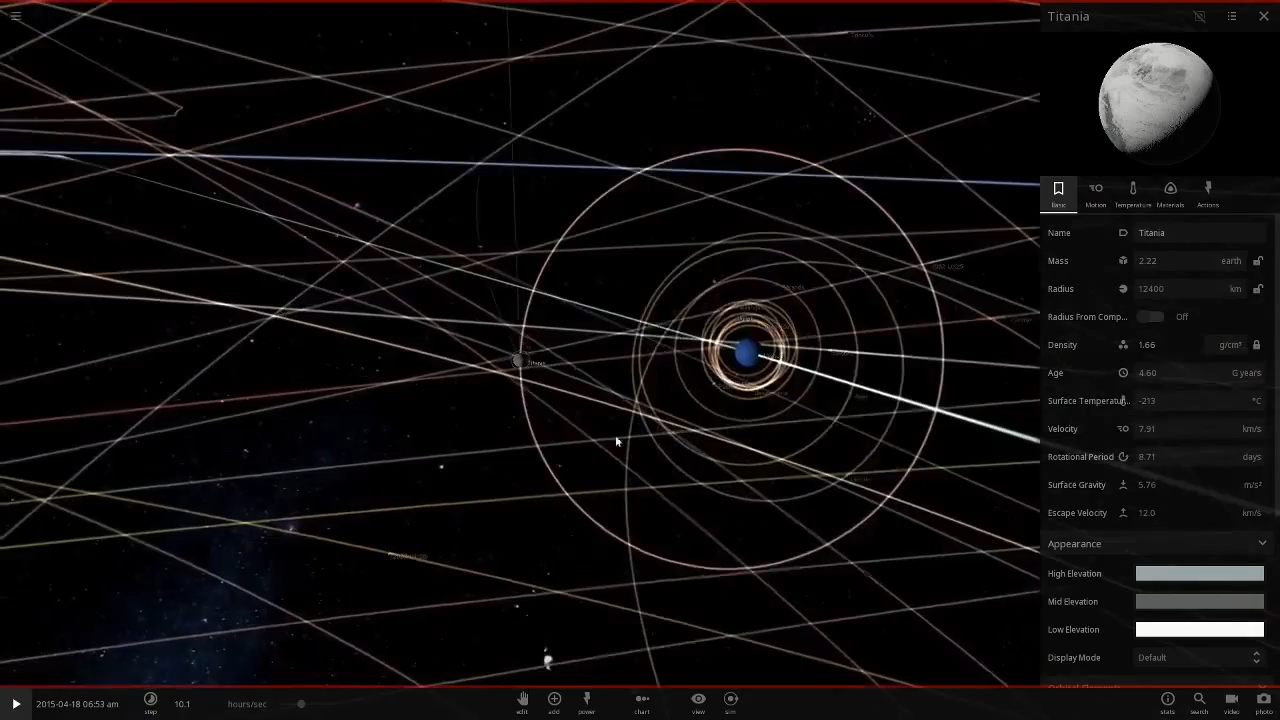 Titania
Basic
Motion
Temperature
Materials
Actions
Name Titania
Mass 2.22 earth
Radius 12400 km
Radius From Comp... Off
Density 1.66 g/cm³
Age 4.60 G years
Surface Temperatur... -213 °C
Velocity 7.91 km/s
Rotational Period 8.71 days
Surface Gravity 5.76 m/s²
Escape Velocity 12.0 km/s
Appearance
High Elevation
Mid Elevation
Low Elevation
Display Mode Default
Titania
2015-04-18 06:53 am
step
10.1 hours/sec
edit
add
power
chart
view
sim
stats
search
video
photo